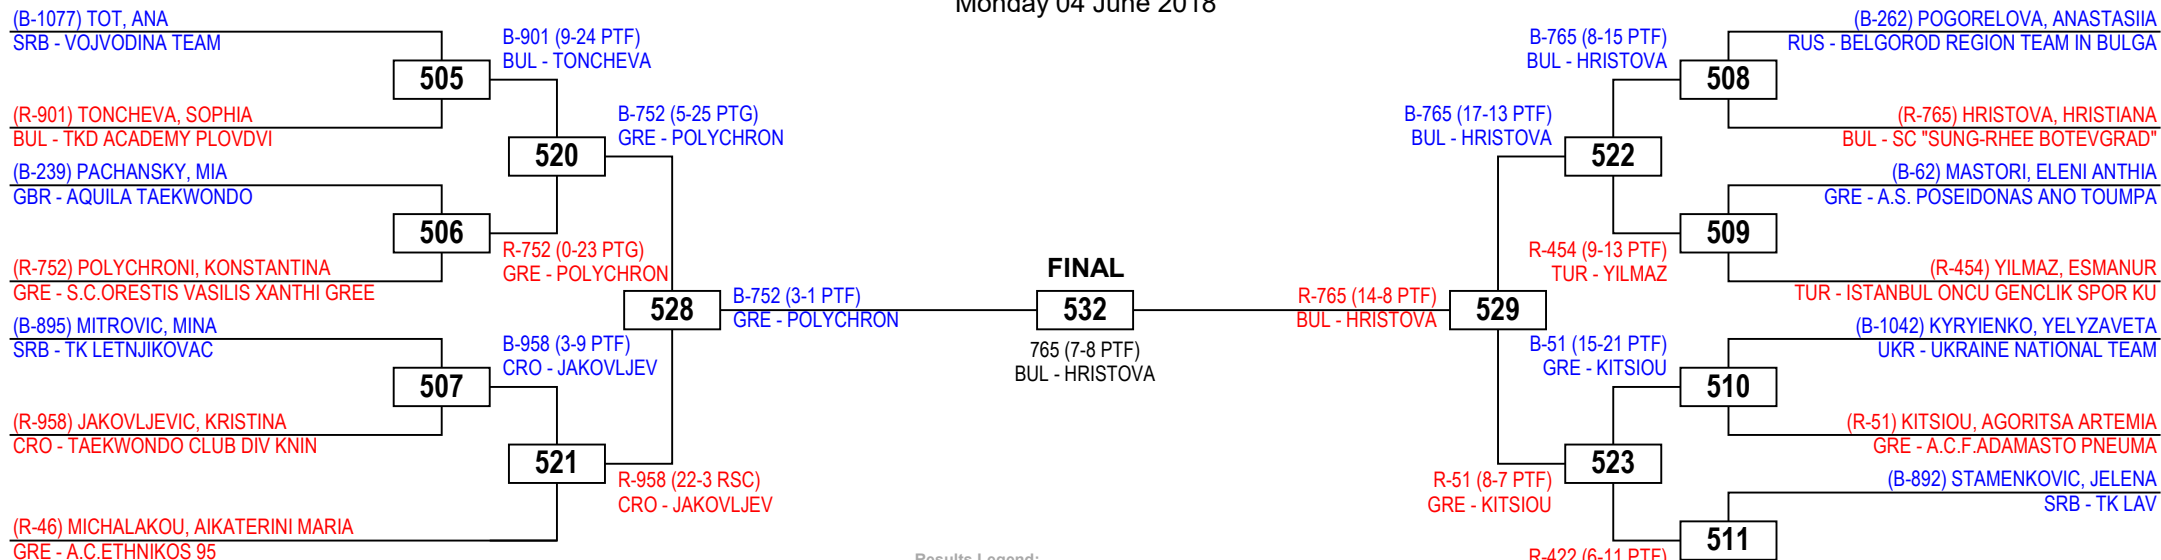 Monday 04 June 2018
(B-1077) TOT, ANA
SRB - VOJVODINA TEAM
505
(R-901) TONCHEVA, SOPHIA
BUL - TKD ACADEMY PLOVDVI
B-901 (9-24 PTF)
BUL - TONCHEVA
(B-239) PACHANSKY, MIA
GBR - AQUILA TAEKWONDO
506
(R-752) POLYCHRONI, KONSTANTINA
GRE - S.C.ORESTIS VASILIS XANTHI GREE
R-752 (0-23 PTG)
GRE - POLYCHRON
520
B-752 (5-25 PTG)
GRE - POLYCHRON
(B-895) MITROVIC, MINA
SRB - TK LETNJIKOVAC
507
(R-958) JAKOVLJEVIC, KRISTINA
CRO - TAEKWONDO CLUB DIV KNIN
B-958 (3-9 PTF)
CRO - JAKOVLJEV
521
(R-46) MICHALAKOU, AIKATERINI MARIA
GRE - A.C.ETHNIKOS 95
R-958 (22-3 RSC)
CRO - JAKOVLJEV
528
B-752 (3-1 PTF)
GRE - POLYCHRON
FINAL
532
765 (7-8 PTF)
BUL - HRISTOVA
R-765 (14-8 PTF)
BUL - HRISTOVA
529
B-765 (17-13 PTF)
BUL - HRISTOVA
522
B-765 (8-15 PTF)
BUL - HRISTOVA
508
(B-262) POGORELOVA, ANASTASIIA
RUS - BELGOROD REGION TEAM IN BULGA
(R-765) HRISTOVA, HRISTIANA
BUL - SC "SUNG-RHEE BOTEVGRAD"
(B-62) MASTORI, ELENI ANTHIA
GRE - A.S. POSEIDONAS ANO TOUMPA
509
R-454 (9-13 PTF)
TUR - YILMAZ
(R-454) YILMAZ, ESMANUR
TUR - ISTANBUL ONCU GENCLIK SPOR KU
(B-1042) KYRYIENKO, YELYZAVETA
UKR - UKRAINE NATIONAL TEAM
B-51 (15-21 PTF)
GRE - KITSIOU
510
(R-51) KITSIOU, AGORITSA ARTEMIA
GRE - A.C.F.ADAMASTO PNEUMA
523
R-51 (8-7 PTF)
GRE - KITSIOU
(B-892) STAMENKOVIC, JELENA
SRB - TK LAV
511
R-422 (6-11 PTF)
Results Legend: